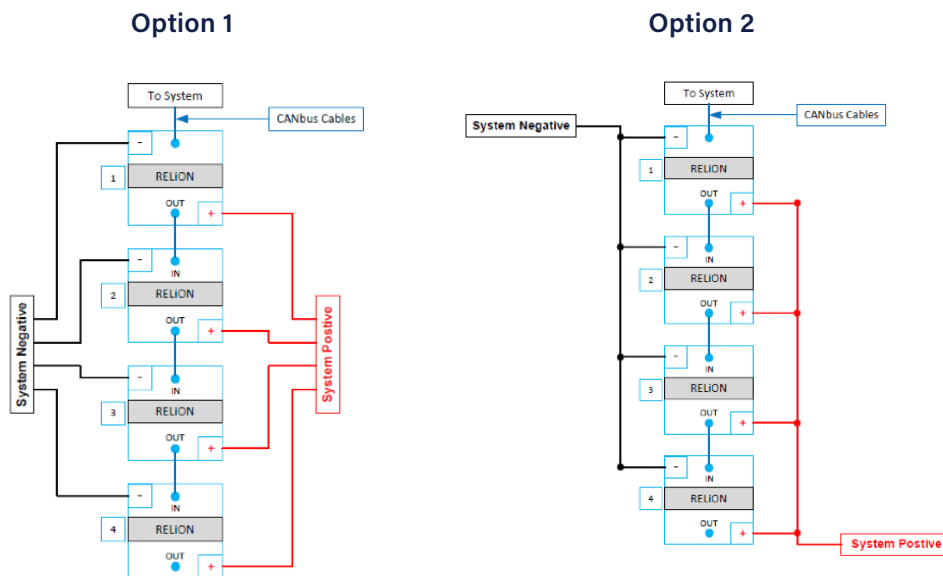 Option 1
To System
CANbus Cables
-
1
RELiON
OUT
+
-
IN
2
RELiON
OUT
+
System Negative
System Postive
-
IN
3
RELiON
OUT
+
-
IN
4
RELiON
OUT
+
Option 2
To System
CANbus Cables
System Negative
-
1
RELiON
OUT
+
-
IN
2
RELiON
OUT
+
-
IN
3
RELiON
OUT
+
-
IN
4
RELiON
OUT
+
System Postive